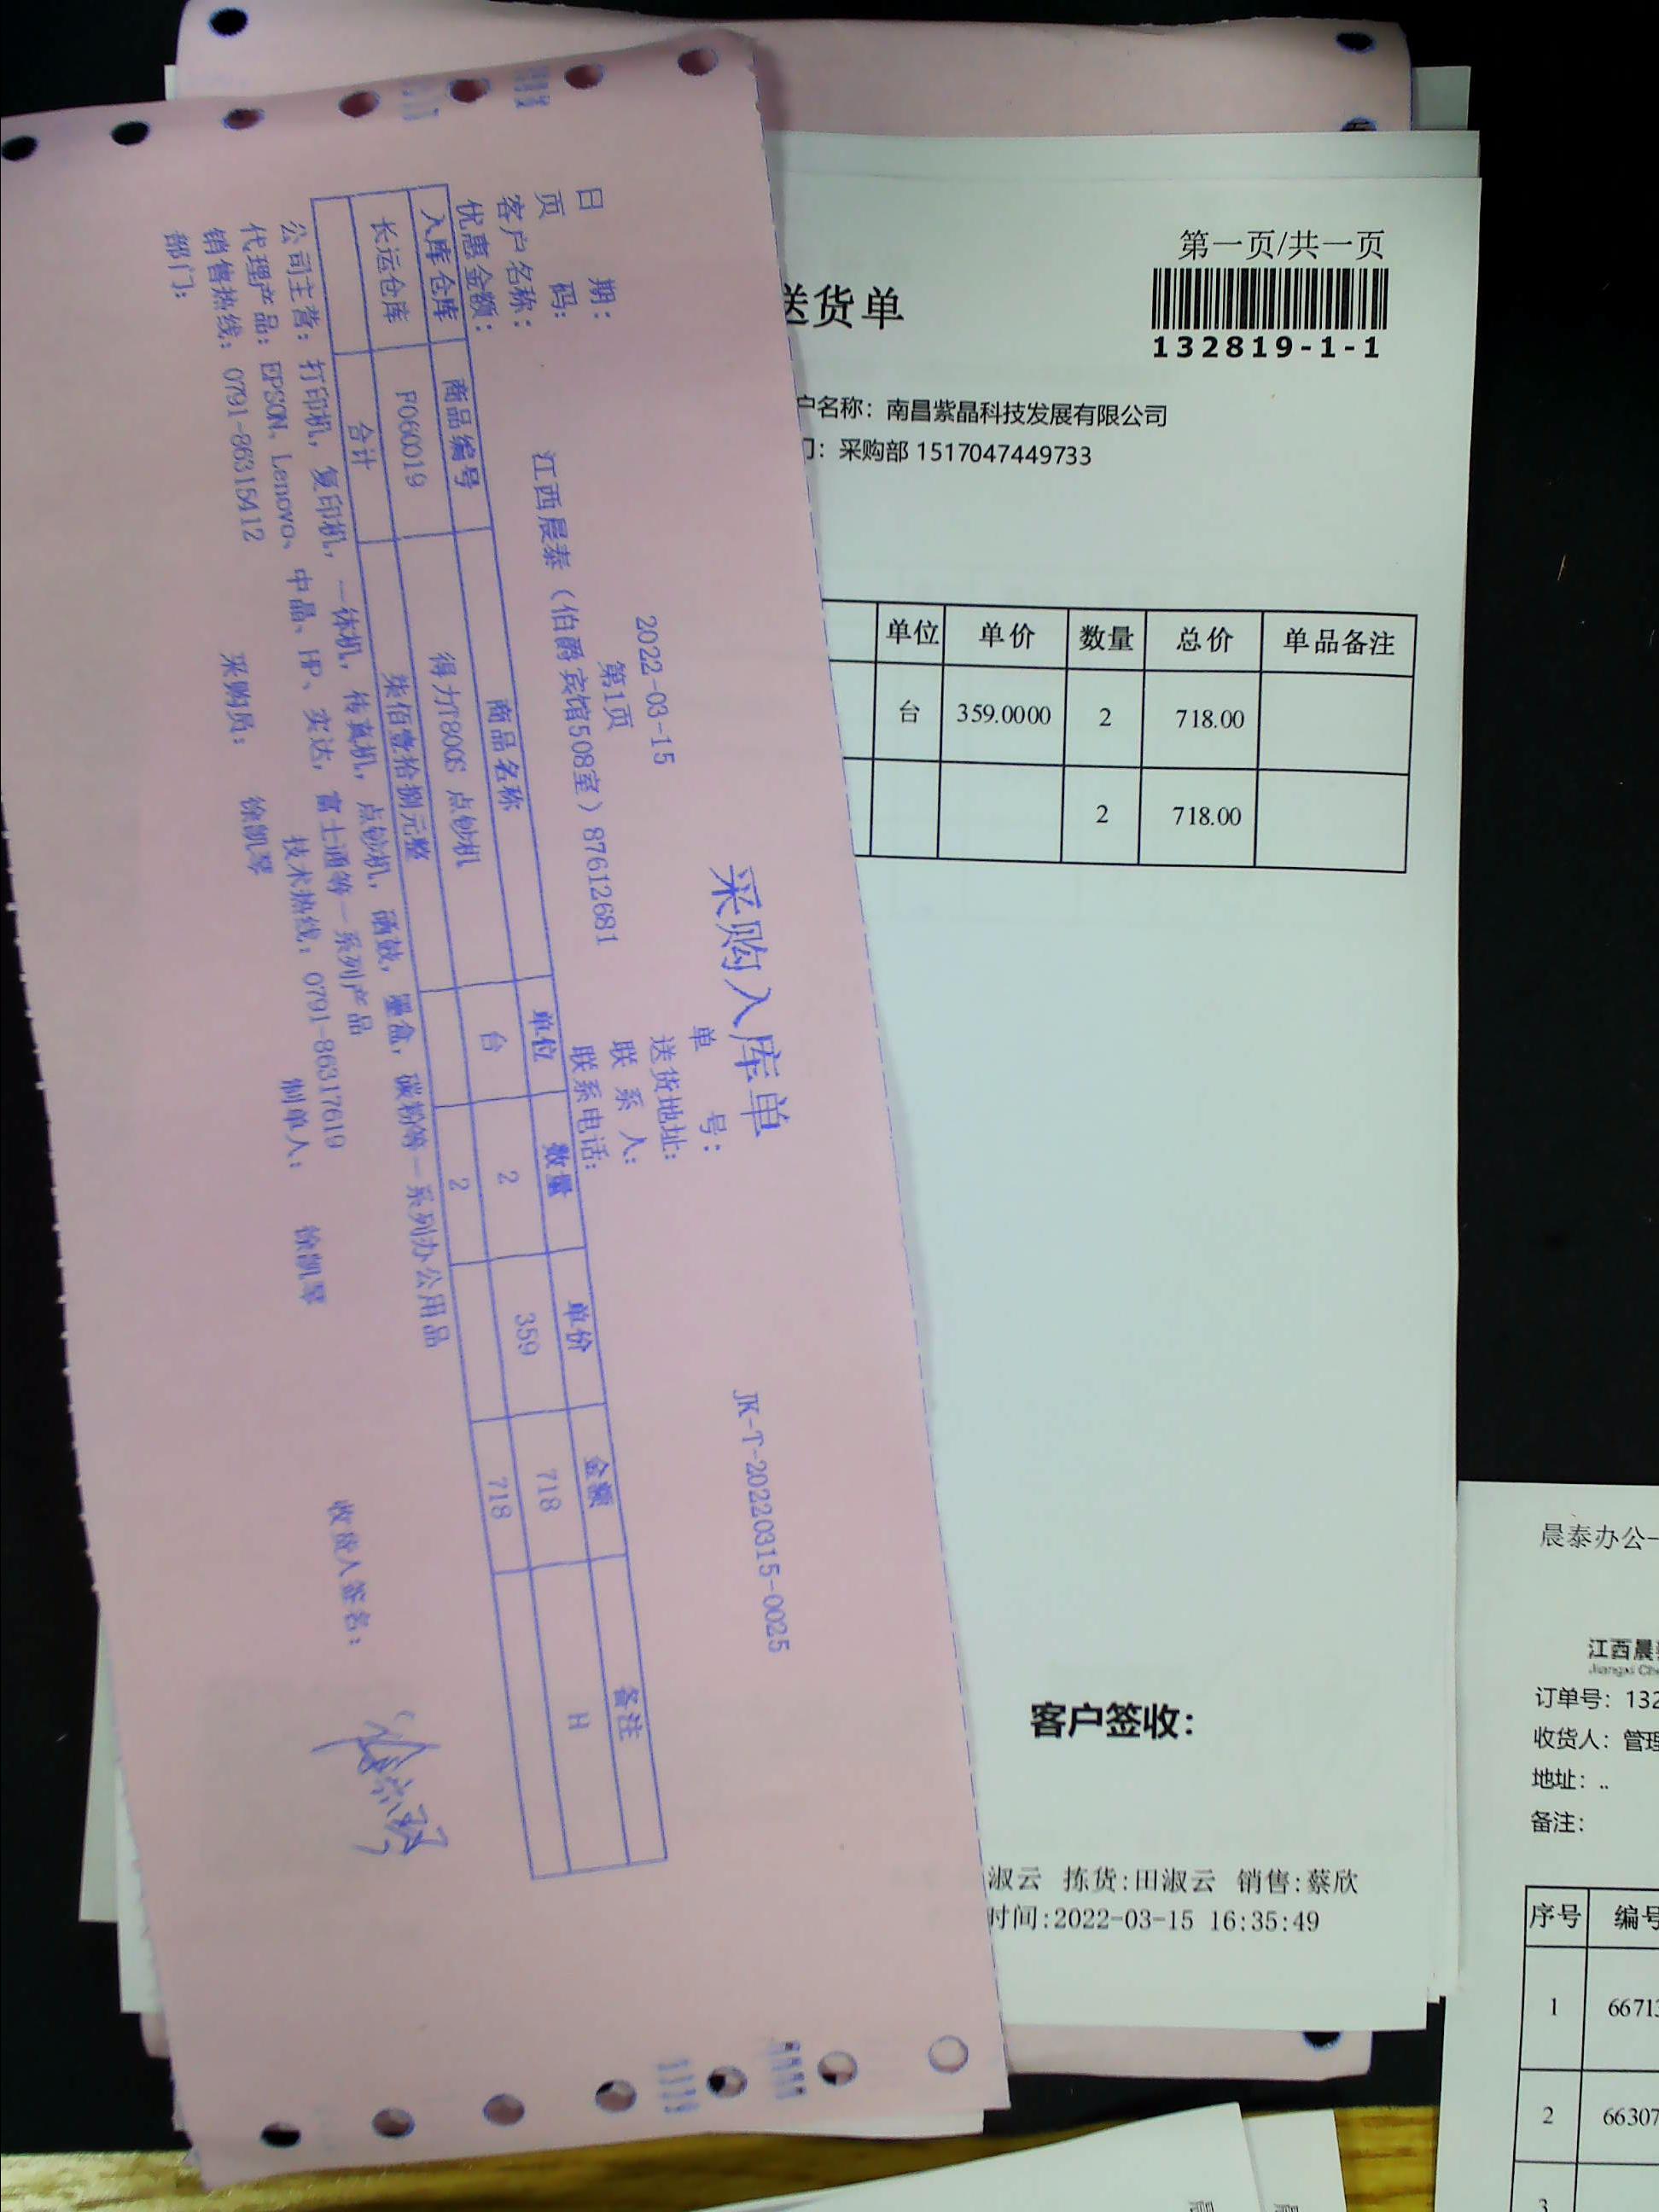 采购入库单
日 期： 2022-03-15 单 号： JK-T-20220315-0025
页 码： 第1页 送货地址：
客户名称： 江西晨泰（伯爵宾馆508室）87612681 联 系 人：
优惠金额： 联系电话：
入库仓库 商品编号 商品名称 单位 数量 单价 金额 备注
长运仓库 F060019 得力T800S 点钞机 台 2 359 718 H
合计 柒佰壹拾捌元整 2 718
公司主营：打印机，复印机，一体机，传真机，点钞机，硒鼓，墨盒，碳粉等一系列办公用品
代理产品：EPSON、Lenovo、中晶、HP、实达，富士通等一系列产品
销售热线：0791-86315412 技术热线：0791-86317619
部门： 采购员： 徐凯琴 制单人： 徐凯琴 收货人签名：
第一页/共一页
送货单
132819-1-1
户名称：南昌紫晶科技发展有限公司
门：采购部 1517047449733
单位 单价 数量 总价 单品备注
台 359.0000 2 718.00
2 718.00
客户签收：
淑云 拣货:田淑云 销售:蔡欣
时间:2022-03-15 16:35:49
晨泰办公-
江西晨
Jiangxi Che
订单号：132
收货人：管理
地址：..
备注：
序号 编号
1 6671
2 66307
3